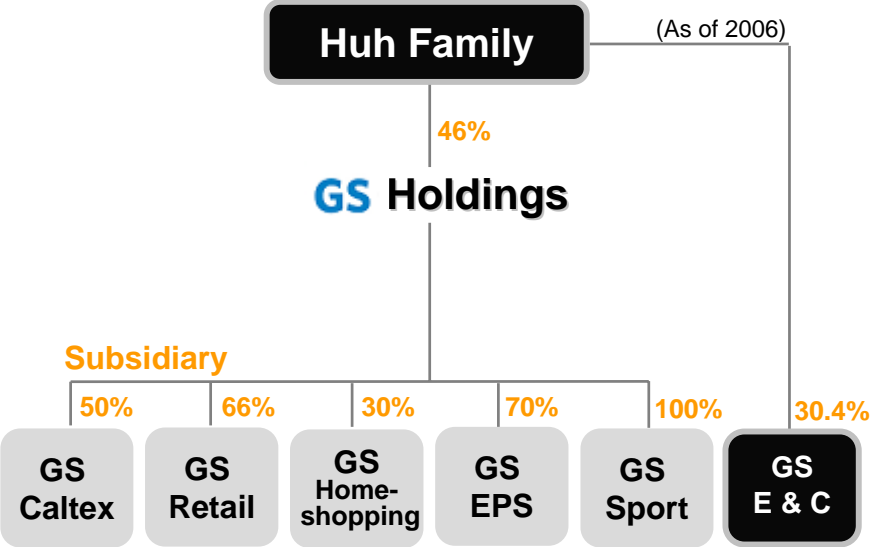 Huh Family
(As of 2006)
46%
GS Holdings
Subsidiary
50%
66%
30%
70%
100%
30.4%
GS
Caltex
GS
Retail
GS
Home-
shopping
GS
EPS
GS
Sport
GS
E & C